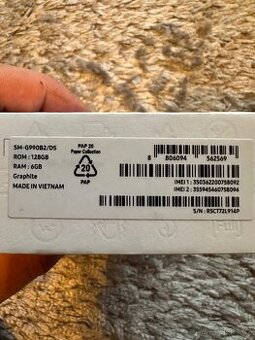 SM-G990B2/DS
ROM : 128GB
RAM : 6GB
Graphite
MADE IN VIETNAM
PAP 20
Paper Collection
20
PAP
8 806094 562569
IMEI 1 : 350362200758092
IMEI 2 : 355945460758094
S/N : R5CT72L914P